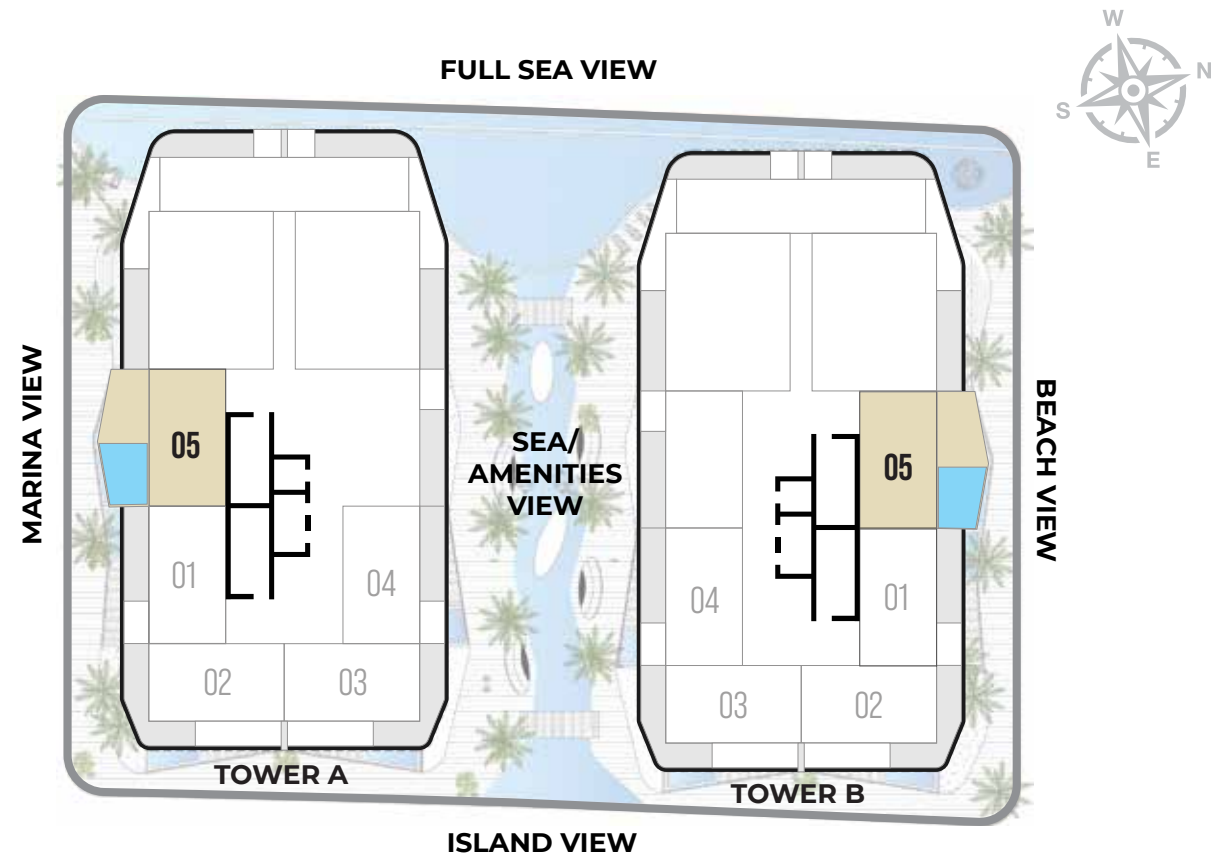 W
N
S
E
FULL SEA VIEW
MARINA VIEW
BEACH VIEW
SEA/
AMENITIES
VIEW
05
01
04
02
03
TOWER A
05
04
01
03
02
TOWER B
ISLAND VIEW